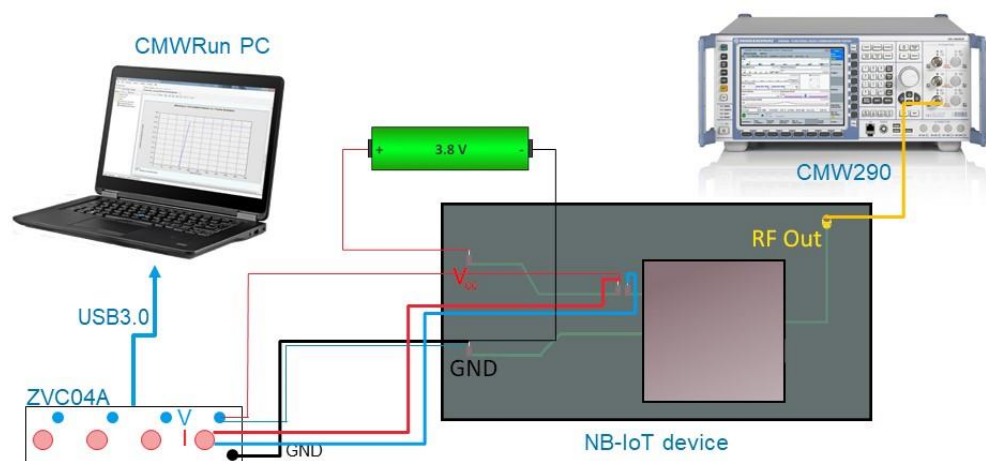 CMWRun PC
+ 3.8 V -
CMW290
RF Out
Vcc
USB3.0
GND
ZVC04A
V
I
GND
NB-IoT device